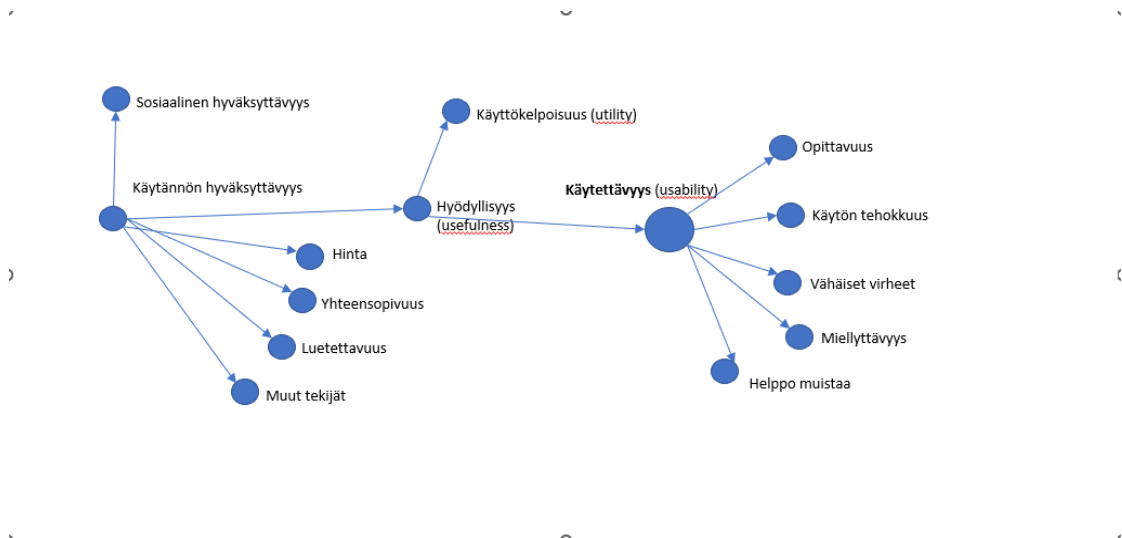 Sosiaalinen hyväksyttävyys
Käytännön hyväksyttävyys
Hinta
Yhteensopivuus
Luetettavuus
Muut tekijät
Käyttökelpoisuus (utility)
Hyödyllisyys
(usefulness)
Käytettävyys (usability)
Opittavuus
Käytön tehokkuus
Vähäiset virheet
Miellyttävyys
Helppo muistaa